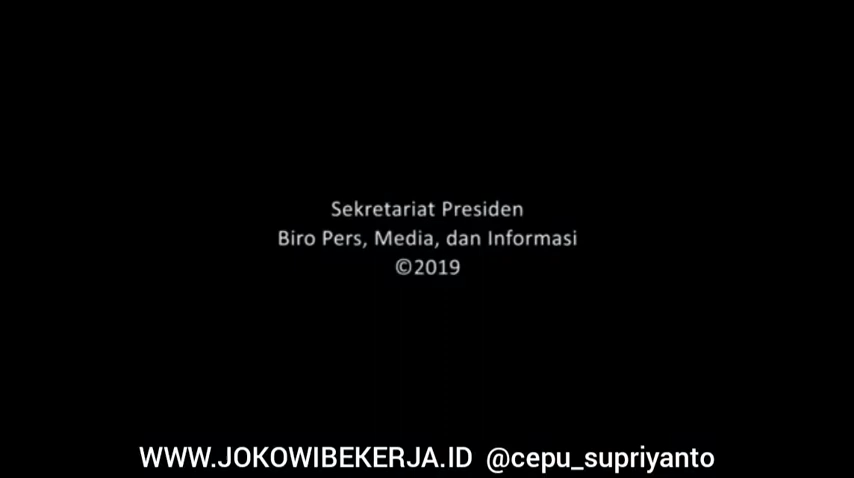 Sekretariat Presiden
Biro Pers, Media, dan Informasi
©2019
WWW.JOKOWIBEKERJA.ID @cepu_supriyanto